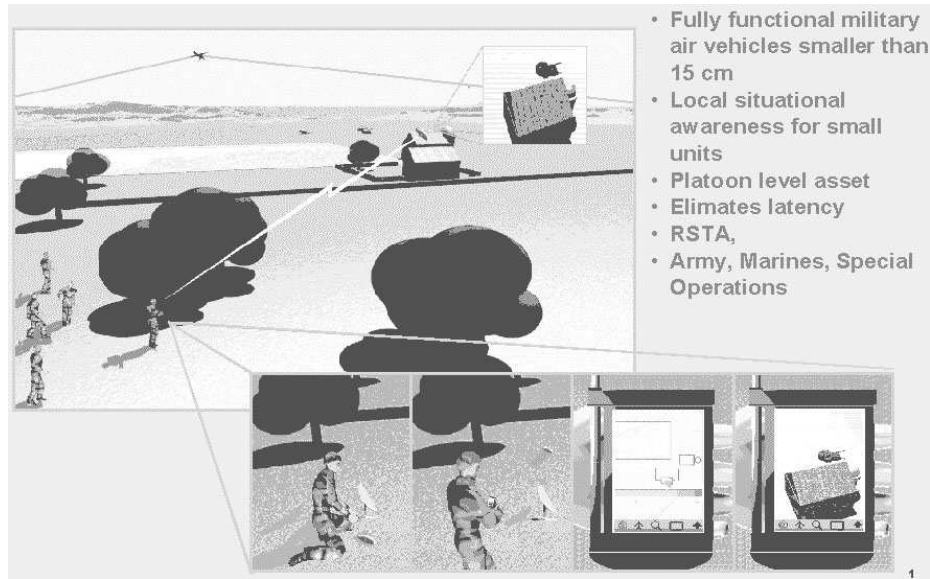 • Fully functional military
air vehicles smaller than
15 cm
• Local situational
awareness for small
units
• Platoon level asset
• Elimates latency
• RSTA,
• Army, Marines, Special
Operations
1